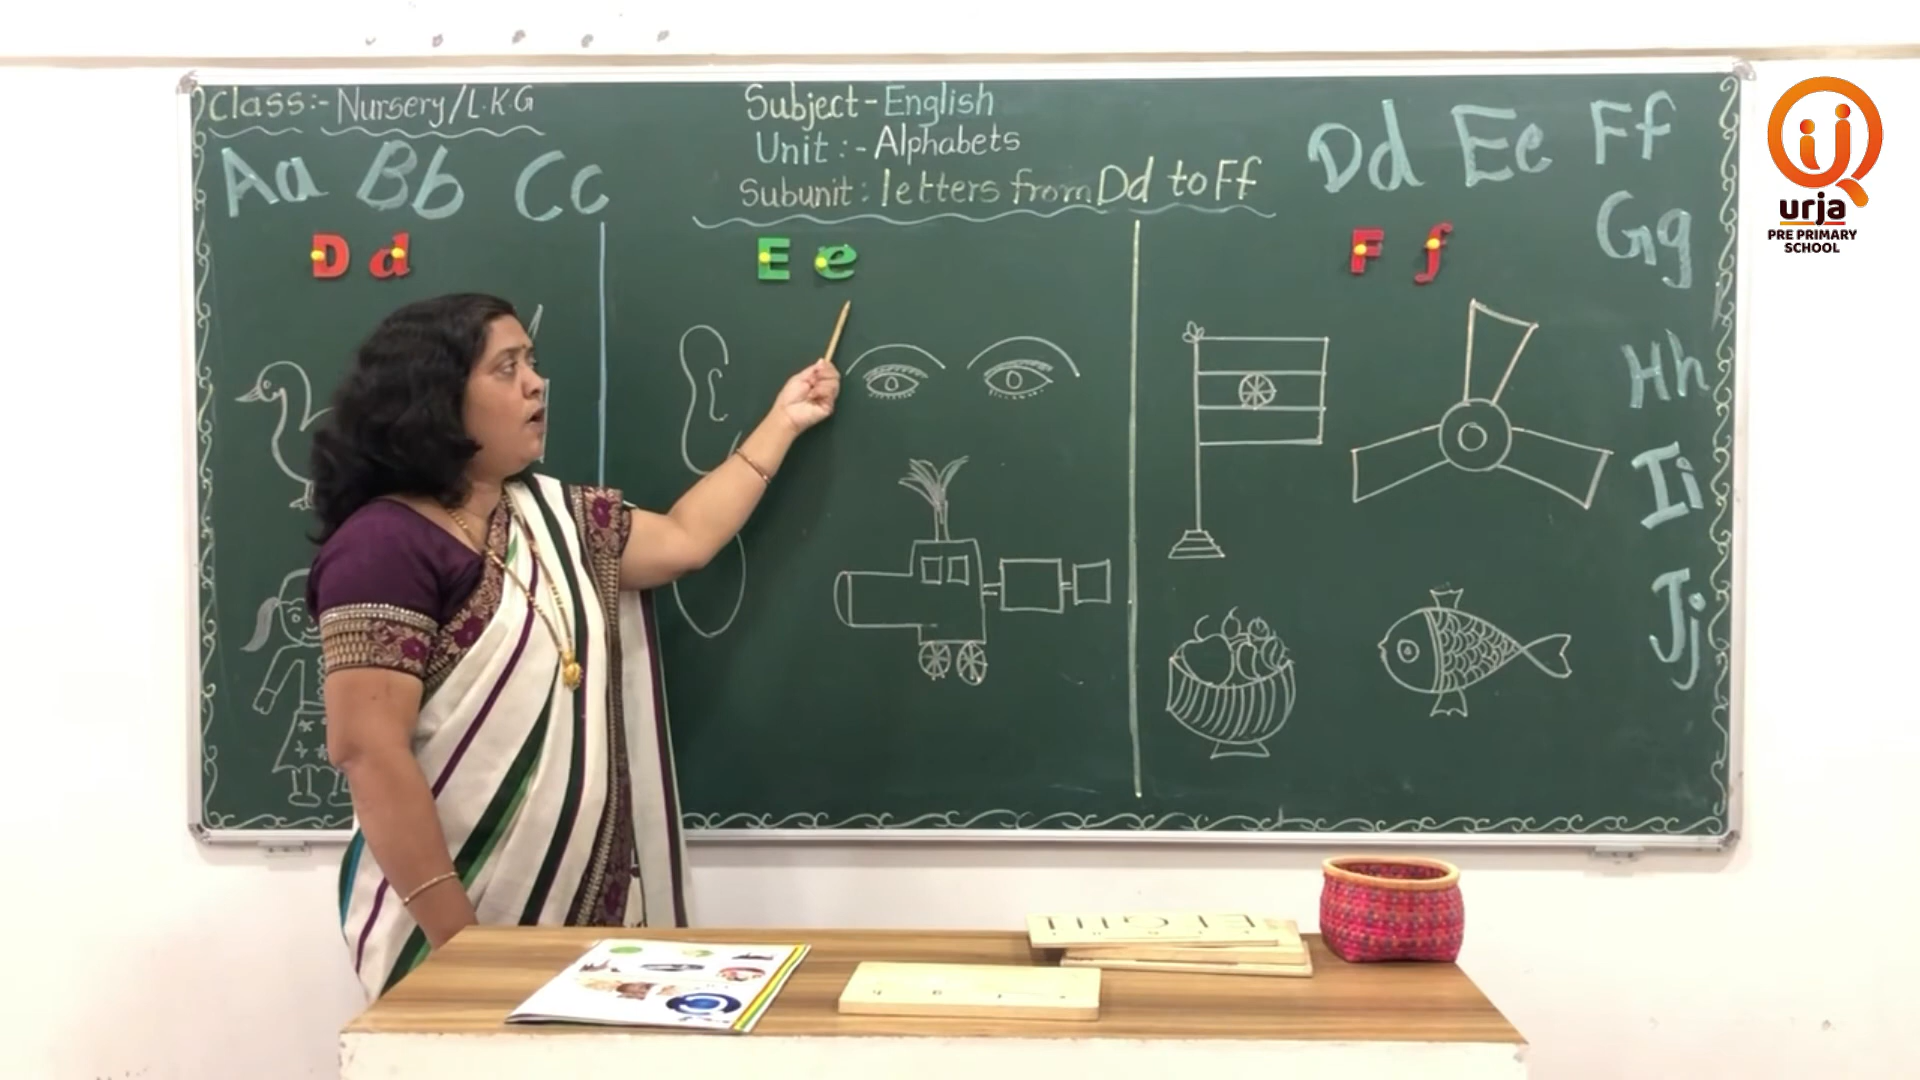 Class:- Nursery/L.K.G
Subject- English
Unit :- Alphabets
Subunit : letters from Dd to Ff
Aa Bb Cc
Dd Ee Ff
Gg
Hh
Ii
Jj
D d
E e
F f
urja
PRE PRIMARY
SCHOOL